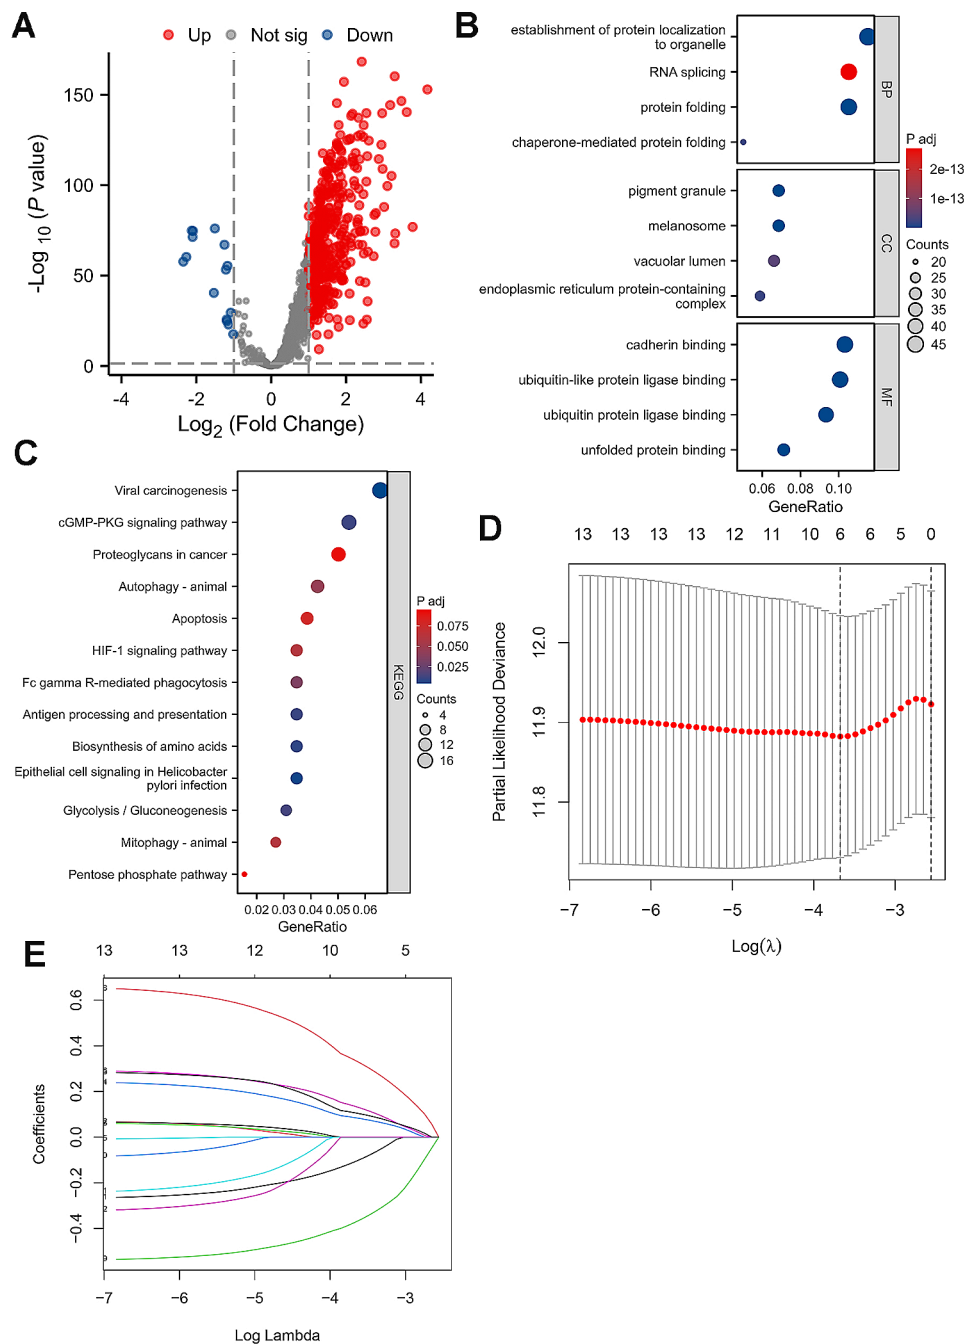 A
Up Not sig Down
150
100
50
0
-4 -2 0 2 4
-Log 10 (P value)
Log2 (Fold Change)
B
establishment of protein localization
to organelle
RNA splicing
protein folding
chaperone-mediated protein folding
BP
pigment granule
melanosome
vacuolar lumen
endoplasmic reticulum protein-containing
complex
CC
cadherin binding
ubiquitin-like protein ligase binding
ubiquitin protein ligase binding
unfolded protein binding
MF
0.06 0.08 0.10
GeneRatio
P adj
2e-13
1e-13
Counts
20
25
30
35
40
45
C
Viral carcinogenesis
cGMP-PKG signaling pathway
Proteoglycans in cancer
Autophagy - animal
Apoptosis
HIF-1 signaling pathway
Fc gamma R-mediated phagocytosis
Antigen processing and presentation
Biosynthesis of amino acids
Epithelial cell signaling in Helicobacter
pylori infection
Glycolysis / Gluconeogenesis
Mitophagy - animal
Pentose phosphate pathway
KEGG
0.02 0.03 0.04 0.05 0.06
GeneRatio
P adj
0.075
0.050
0.025
Counts
4
8
12
16
D
13 13 13 13 12 11 10 6 6 5 0
12.0
11.9
11.8
Partial Likelihood Deviance
−7 −6 −5 −4 −3
Log(λ)
E
13 13 12 10 5
0.6
0.4
0.2
0.0
−0.2
−0.4
Coefficients
−7 −6 −5 −4 −3
Log Lambda